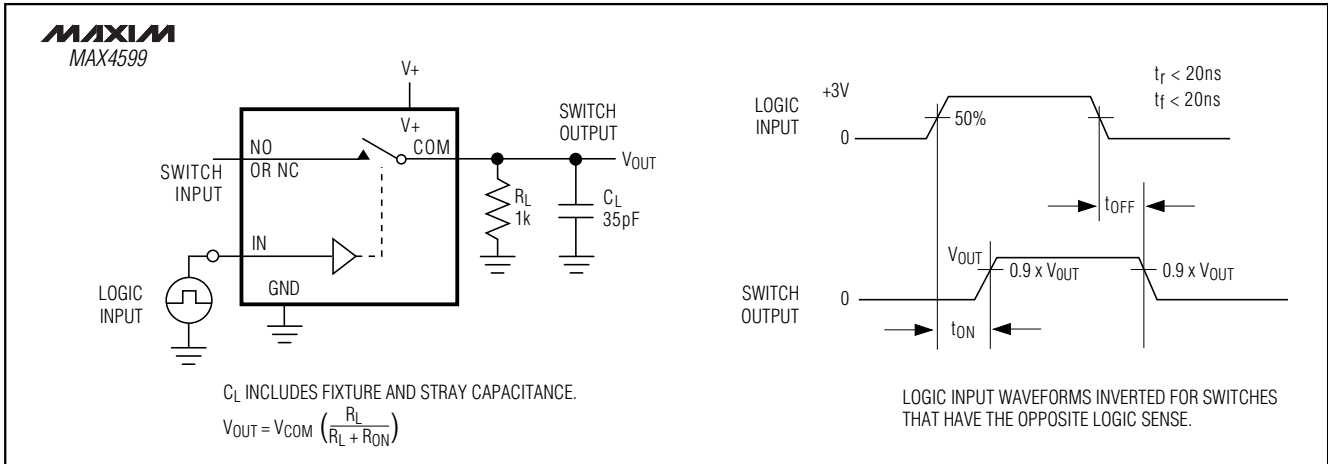 MAXIM
MAX4599
V+
V+
NO
OR NC
COM
SWITCH
INPUT
SWITCH
OUTPUT
VOUT
RL
1k
CL
35pF
IN
GND
LOGIC
INPUT
CL INCLUDES FIXTURE AND STRAY CAPACITANCE.
VOUT = VCOM ( RL / RL + RON )
LOGIC
INPUT
+3V
0
50%
tr < 20ns
tf < 20ns
tOFF
SWITCH
OUTPUT
VOUT
0
0.9 x VOUT
0.9 x VOUT
tON
LOGIC INPUT WAVEFORMS INVERTED FOR SWITCHES
THAT HAVE THE OPPOSITE LOGIC SENSE.